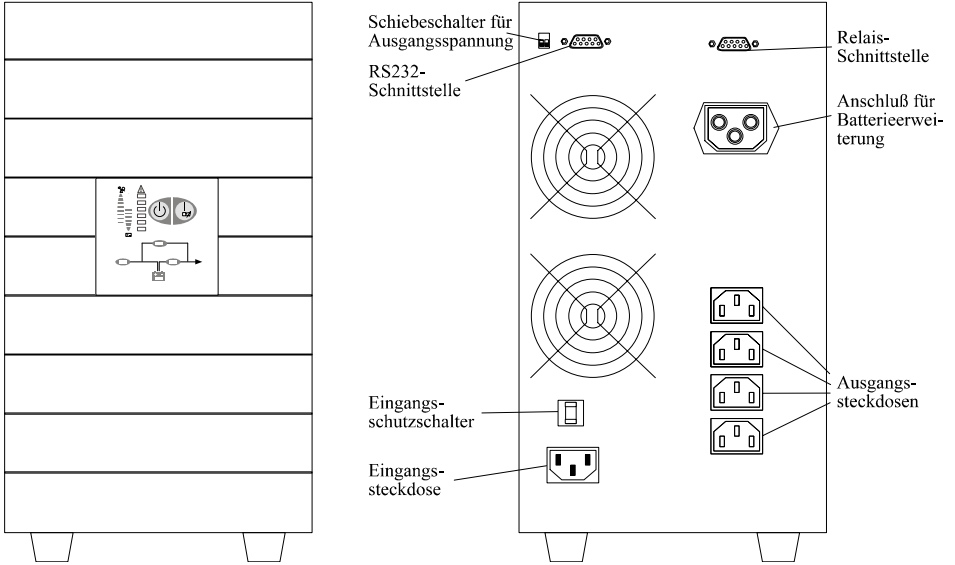 Schiebeschalter für
Ausgangsspannung
RS232-
Schnittstelle
Relais-
Schnittstelle
Anschluß für
Batterieerwei-
terung
Eingangs-
schutzschalter
Eingangs-
steckdose
Ausgangs-
steckdosen